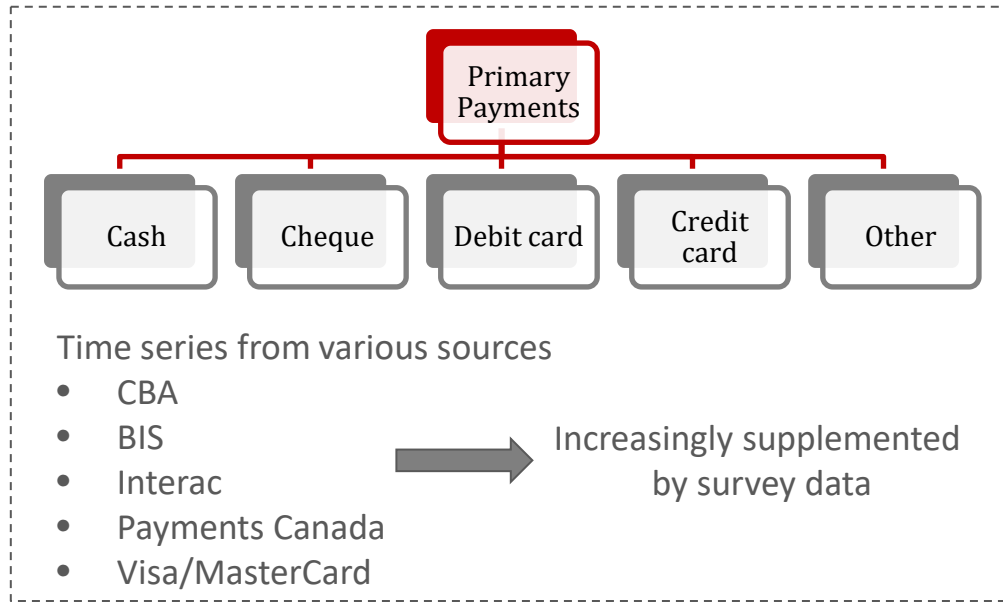 Primary
Payments
Cash
Cheque
Debit card
Credit
card
Other
Time series from various sources
• CBA
• BIS
• Interac
• Payments Canada
• Visa/MasterCard
Increasingly supplemented
by survey data